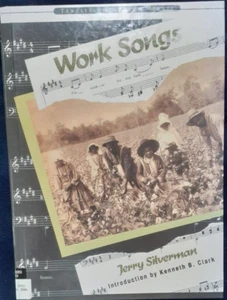 Work Songs
Jerry Silverman
Introduction by Kenneth B. Clark